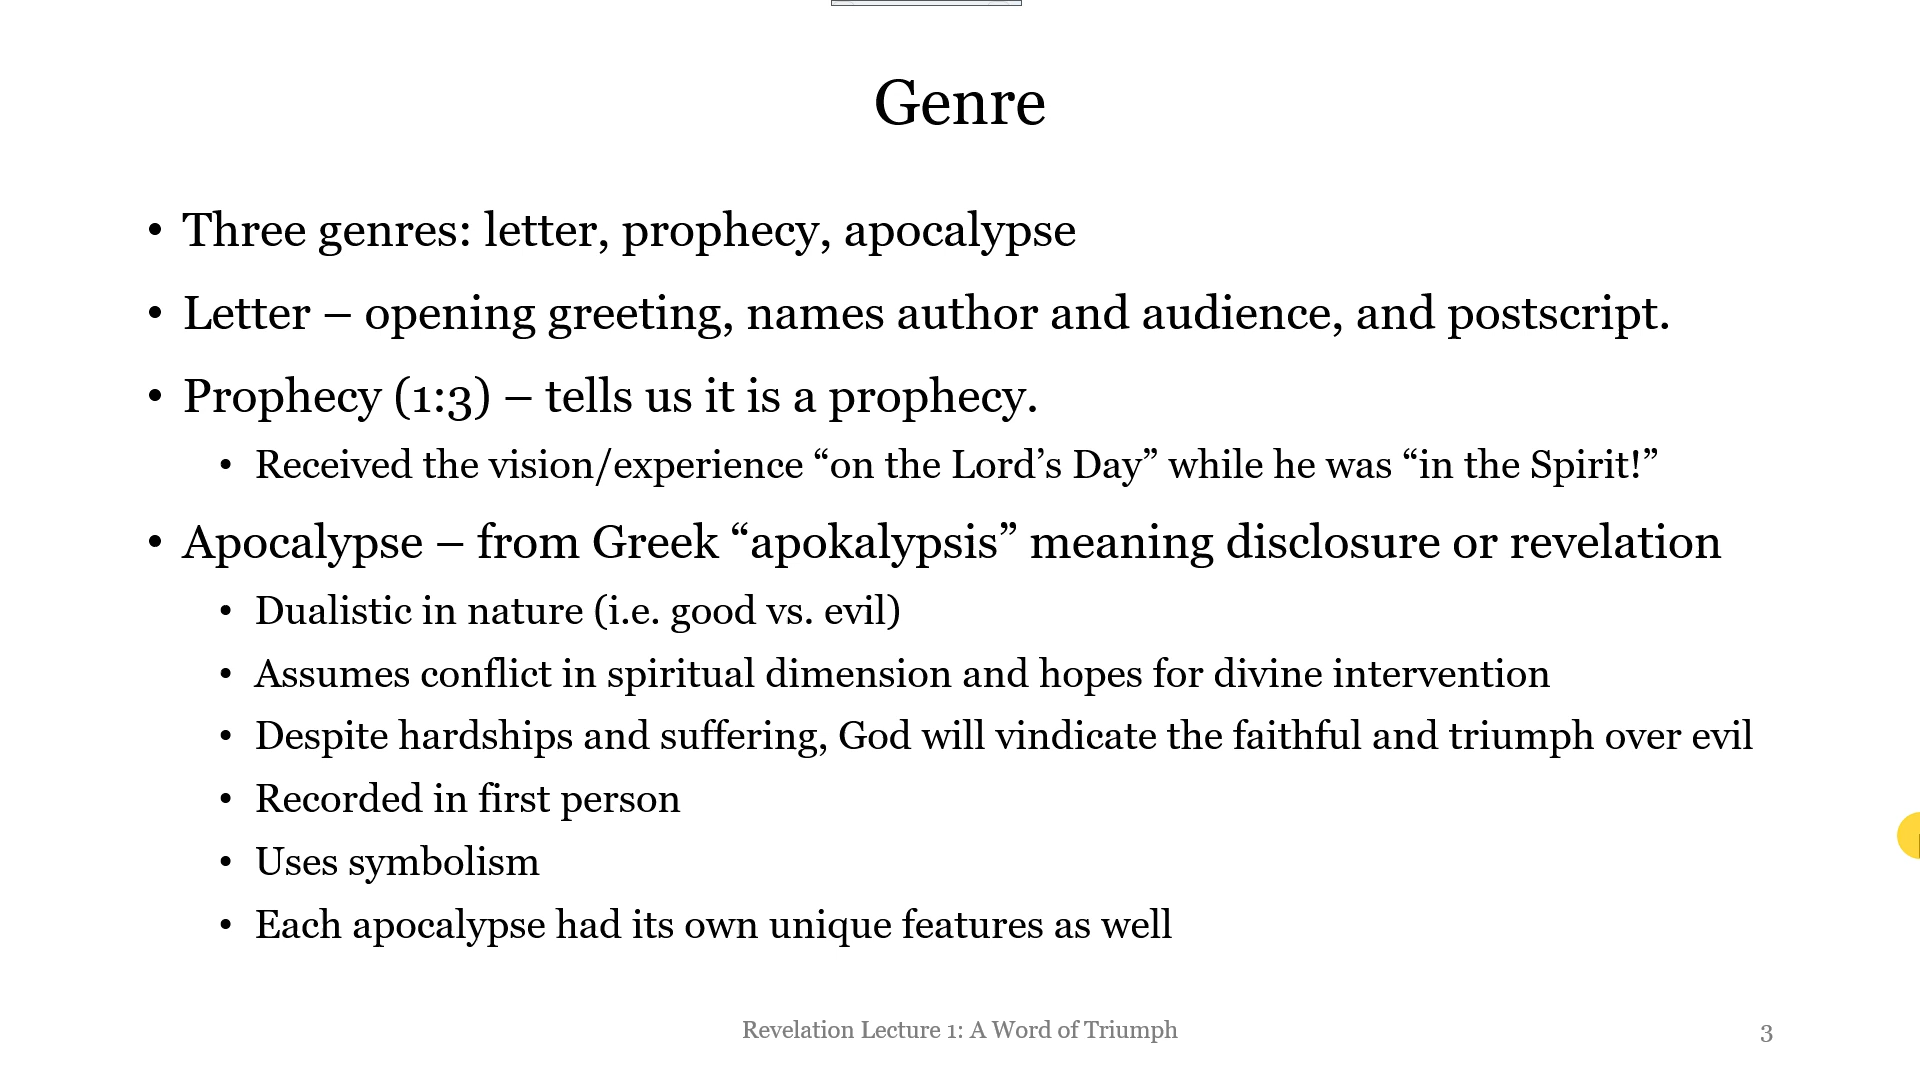 Genre
• Three genres: letter, prophecy, apocalypse
• Letter – opening greeting, names author and audience, and postscript.
• Prophecy (1:3) – tells us it is a prophecy.
• Received the vision/experience “on the Lord’s Day” while he was “in the Spirit!”
• Apocalypse – from Greek “apokalypsis” meaning disclosure or revelation
• Dualistic in nature (i.e. good vs. evil)
• Assumes conflict in spiritual dimension and hopes for divine intervention
• Despite hardships and suffering, God will vindicate the faithful and triumph over evil
• Recorded in first person
• Uses symbolism
• Each apocalypse had its own unique features as well
Revelation Lecture 1: A Word of Triumph
3